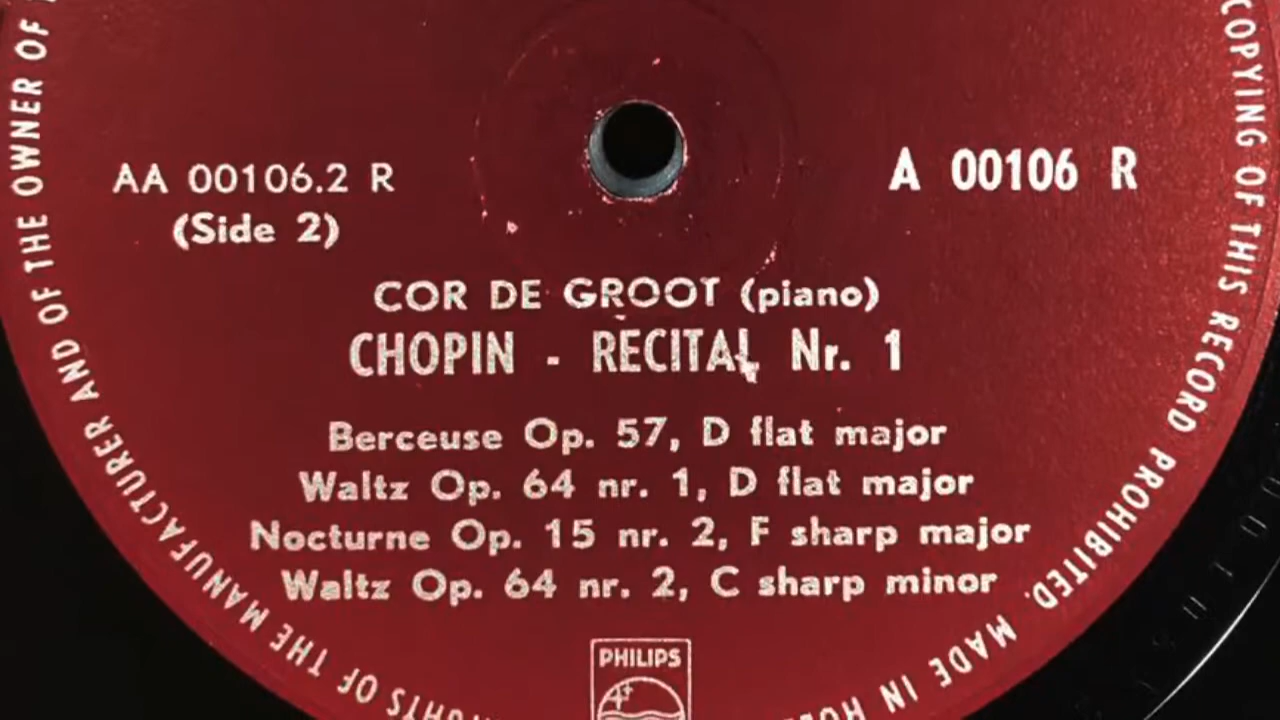 AA 00106.2 R
(Side 2)
A 00106 R
COR DE GROOT (piano)
CHOPIN - RECITAL Nr. 1
Berceuse Op. 57, D flat major
Waltz Op. 64 nr. 1, D flat major
Nocturne Op. 15 nr. 2, F sharp major
Waltz Op. 64 nr. 2, C sharp minor
PHILIPS
OF THE MANUFACTURER AND OF THE OWNER OF
COPYING OF THIS RECORD PROHIBITED. MADE IN